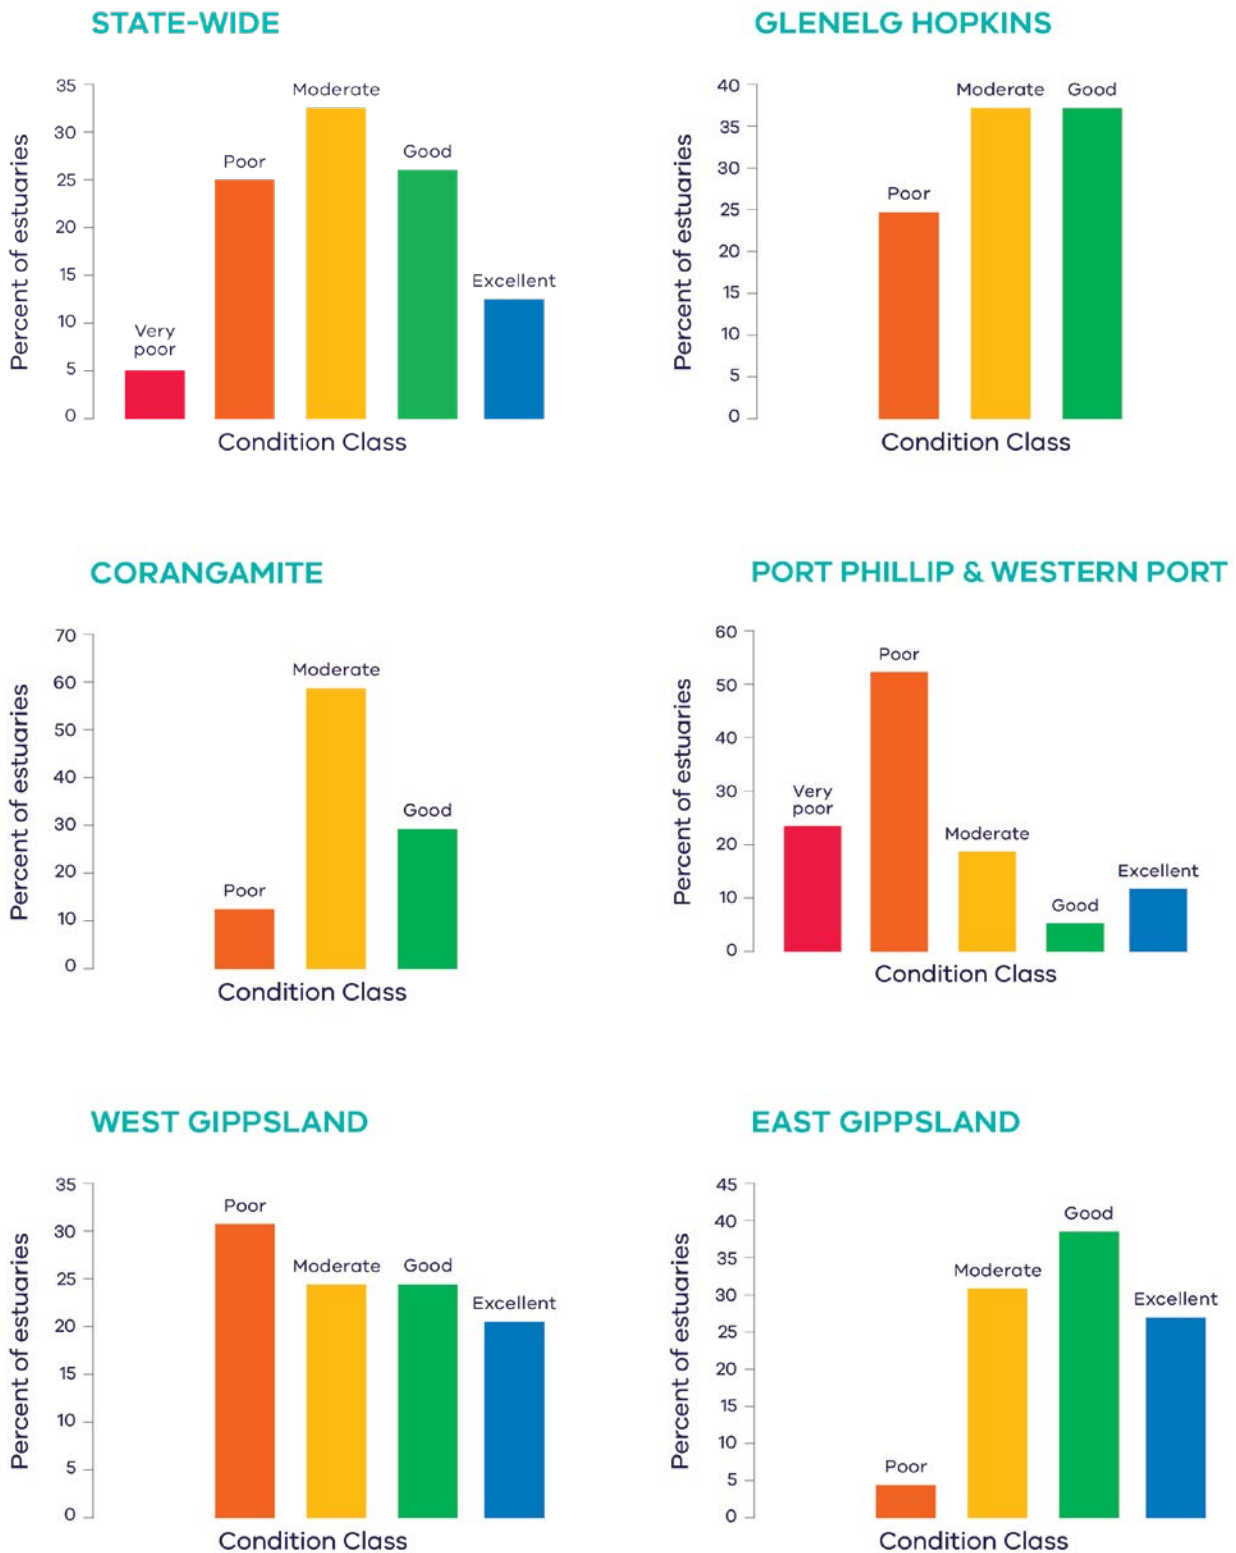 STATE-WIDE
35
30
25
20
15
10
5
0
Percent of estuaries
Very
poor
Poor
Moderate
Good
Excellent
Condition Class
GLENELG HOPKINS
40
35
30
25
20
15
10
5
0
Percent of estuaries
Poor
Moderate
Good
Condition Class
CORANGAMITE
70
60
50
40
30
20
10
0
Percent of estuaries
Poor
Moderate
Good
Condition Class
PORT PHILLIP & WESTERN PORT
60
50
40
30
20
10
0
Percent of estuaries
Very
poor
Poor
Moderate
Good
Excellent
Condition Class
WEST GIPPSLAND
35
30
25
20
15
10
5
0
Percent of estuaries
Poor
Moderate
Good
Excellent
Condition Class
EAST GIPPSLAND
45
40
35
30
25
20
15
10
5
0
Percent of estuaries
Poor
Moderate
Good
Excellent
Condition Class